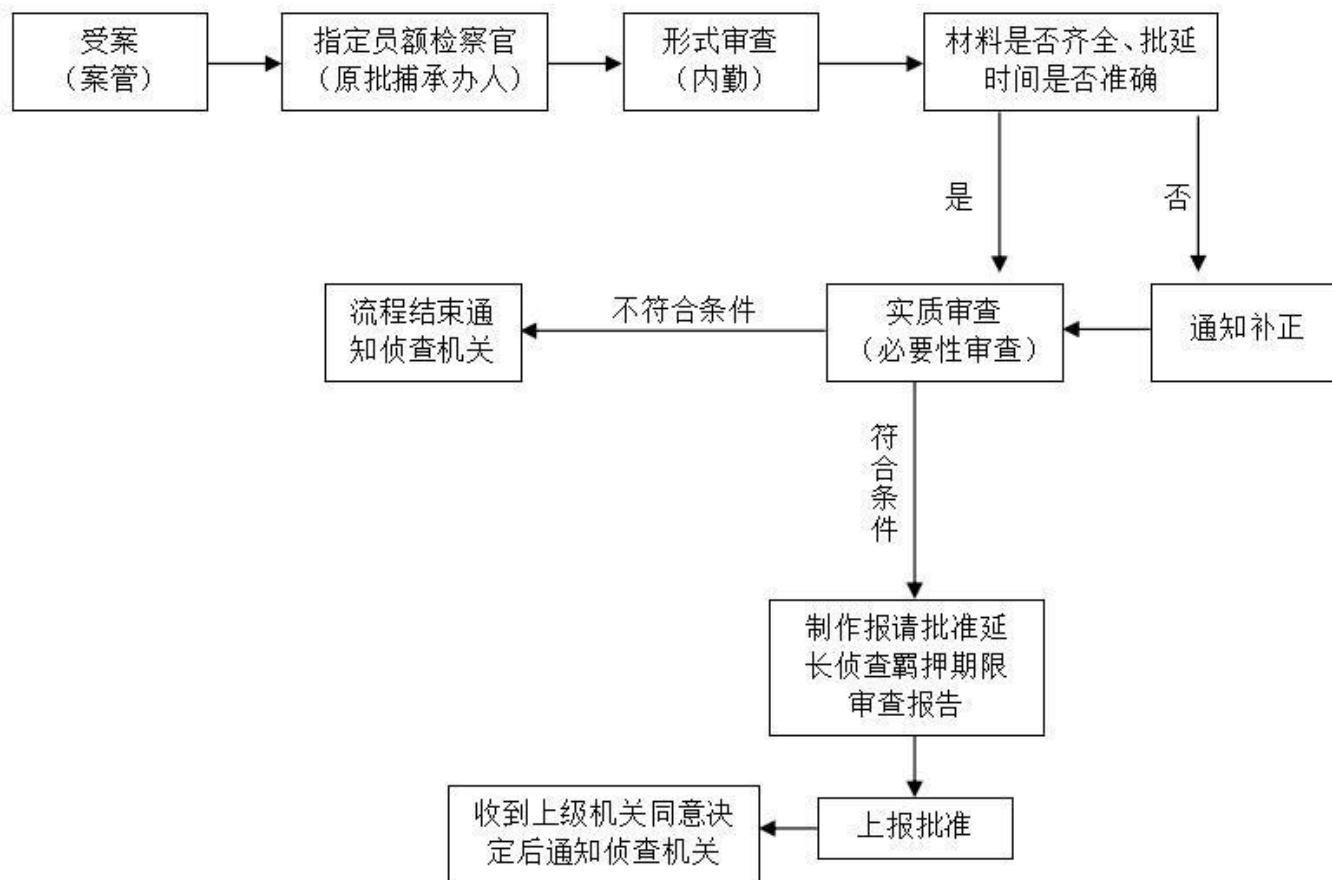 受案
（案管）
指定员额检察官
（原批捕承办人）
形式审查
（内勤）
材料是否齐全、批延
时间是否准确
是
否
流程结束通
知侦查机关
不符合条件
实质审查
（必要性审查）
通知补正
符合条件
制作报请批准延
长侦查羁押期限
审查报告
收到上级机关同意决
定后通知侦查机关
上报批准